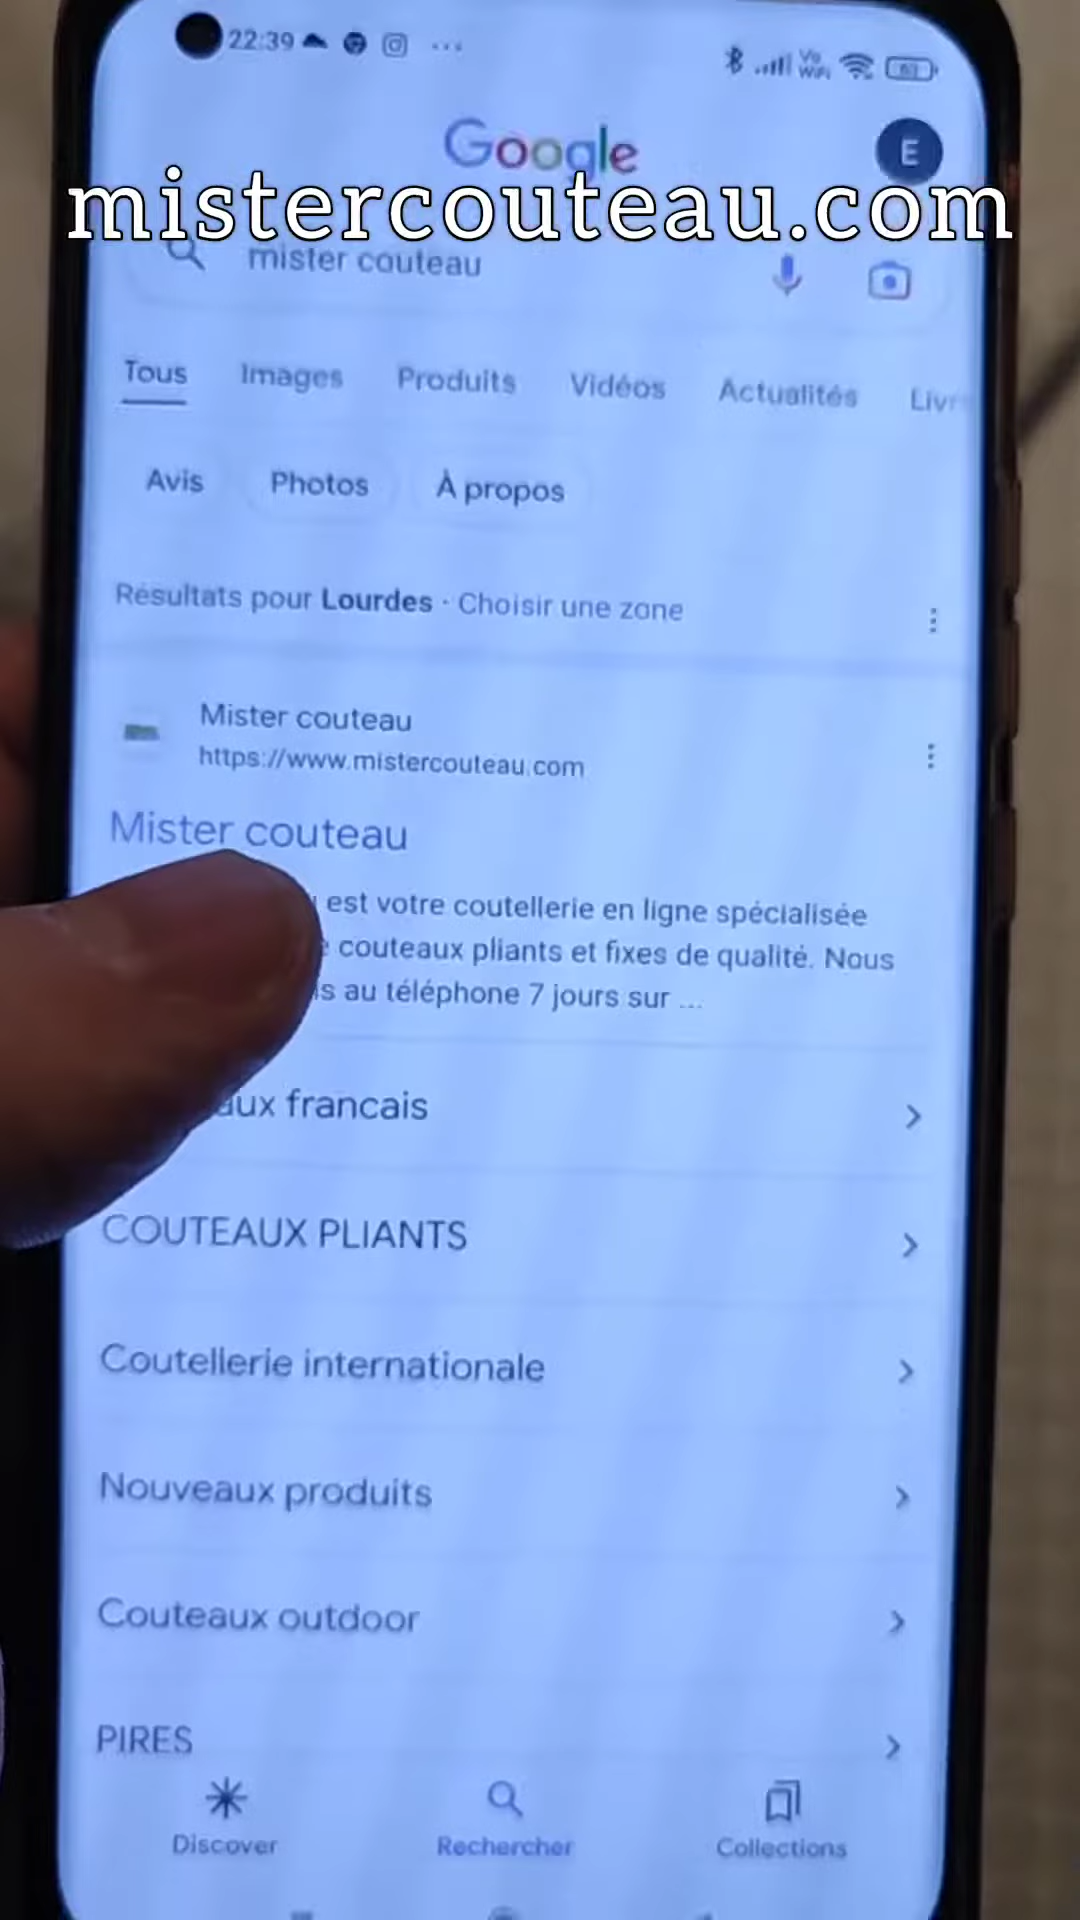 22:39
Vo
WiFi
Google
E
mistercouteau.com
mister couteau
Tous Images Produits Vidéos Actualités Livr
Avis Photos À propos
Résultats pour Lourdes · Choisir une zone
Mister couteau
https://www.mistercouteau.com
Mister couteau
est votre coutellerie en ligne spécialisée
couteaux pliants et fixes de qualité. Nous
au téléphone 7 jours sur ...
aux francais
COUTEAUX PLIANTS
Coutellerie internationale
Nouveaux produits
Couteaux outdoor
PIRES
Discover Rechercher Collections